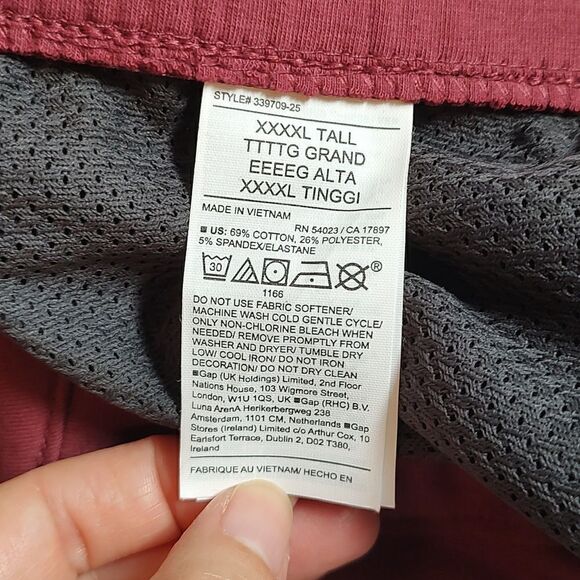 STYLE# 339709-25
XXXXL TALL
TTTTG GRAND
EEEEG ALTA
XXXXL TINGGI
MADE IN VIETNAM RN 54023 / CA 17897
US: 69% COTTON, 26% POLYESTER,
5% SPANDEX/ELASTANE
30 ®
1166
DO NOT USE FABRIC SOFTENER/
MACHINE WASH COLD GENTLE CYCLE/
ONLY NON-CHLORINE BLEACH WHEN
NEEDED/ REMOVE PROMPTLY FROM
WASHER AND DRYER/ TUMBLE DRY
LOW/ COOL IRON/ DO NOT IRON
DECORATION/ DO NOT DRY CLEAN
Gap (UK Holdings) Limited, 2nd Floor
Nations House, 103 Wigmore Street,
London, W1U 1QS, UK Gap (RHC) B.V.
Luna ArenA Herikerbergweg 238
Amsterdam, 1101 CM, Netherlands Gap
Stores (Ireland) Limited c/o Arthur Cox, 10
Earlsfort Terrace, Dublin 2, D02 T380,
Ireland
FABRIQUE AU VIETNAM/ HECHO EN